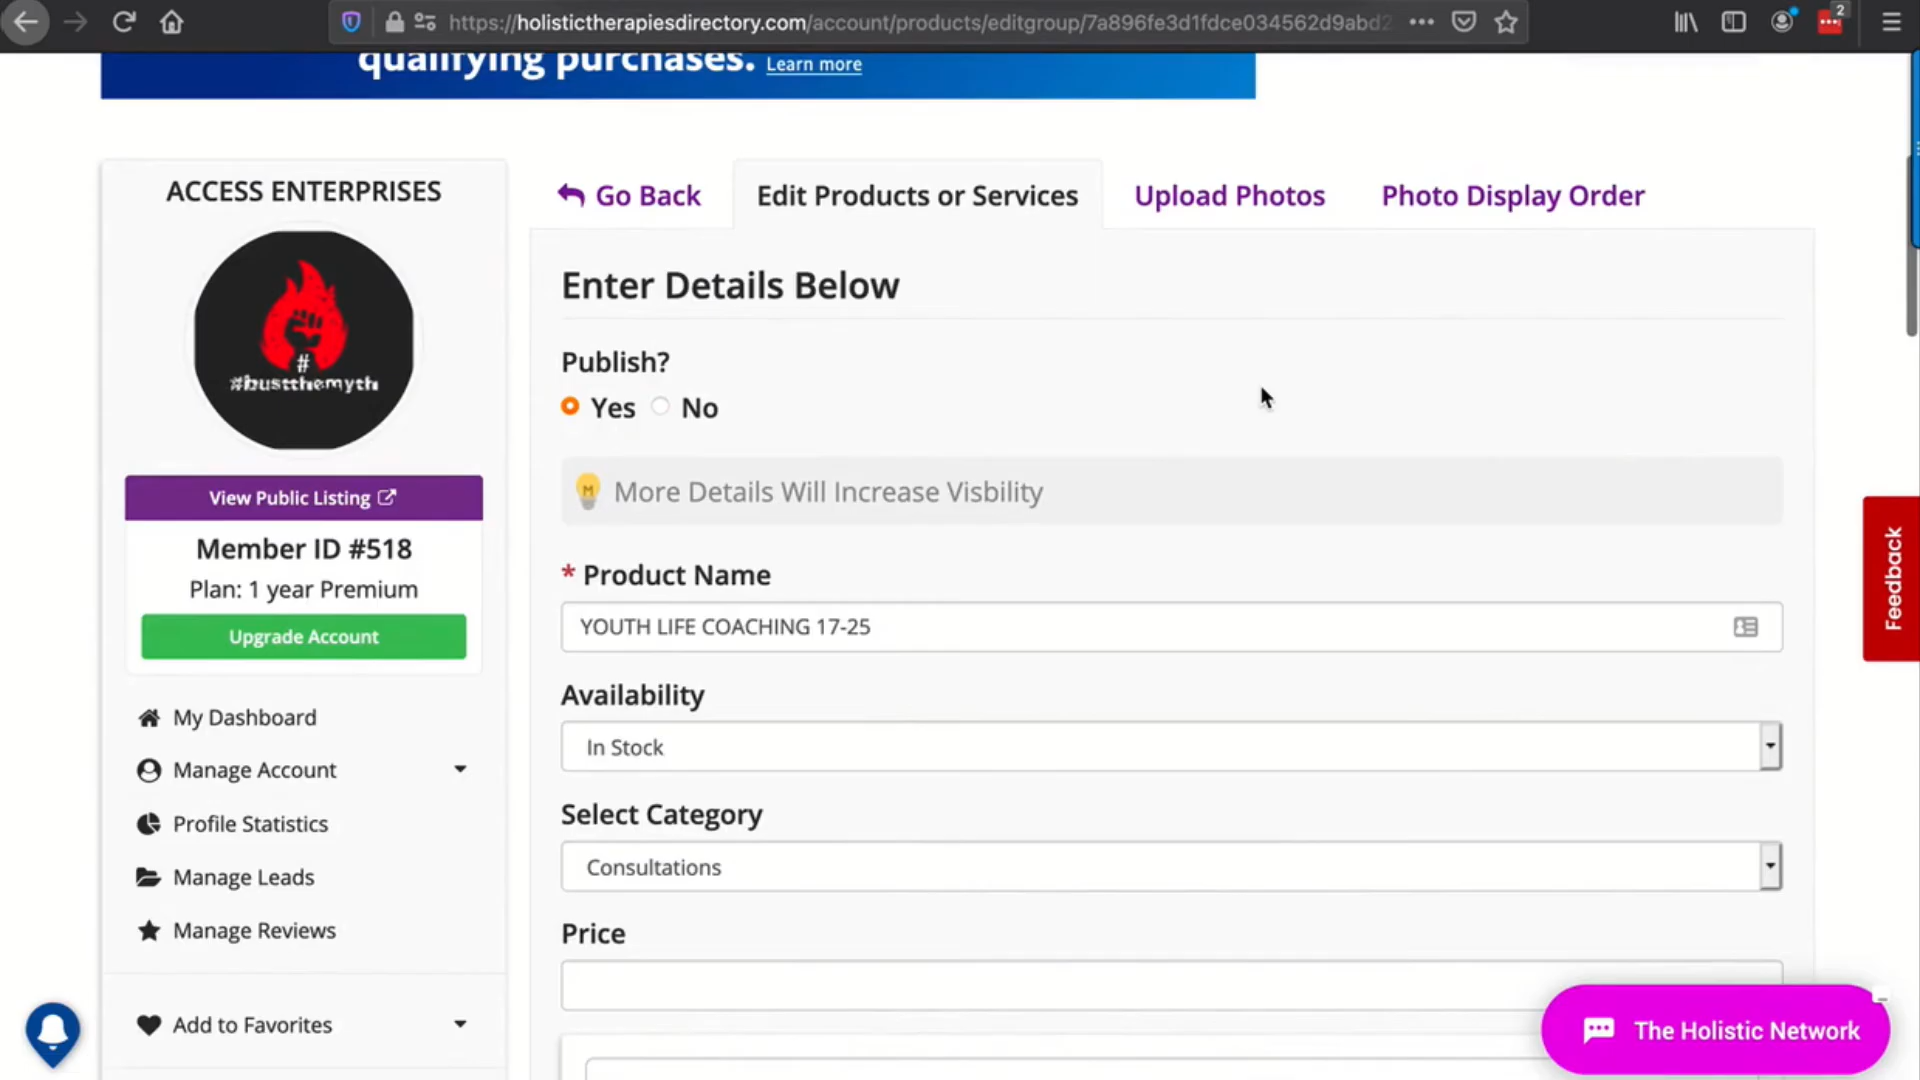 https://holistictherapiesdirectory.com/account/products/editgroup/7a896fe3d1fdce034562d9abd2
2
qualifying purchases. Learn more
ACCESS ENTERPRISES
Go Back
Edit Products or Services
Upload Photos
Photo Display Order
#
#bustthemyth
Enter Details Below
Publish?
Yes
No
View Public Listing
More Details Will Increase Visbility
Member ID #518
Plan: 1 year Premium
Upgrade Account
* Product Name
YOUTH LIFE COACHING 17-25
Feedback
Availability
In Stock
My Dashboard
Manage Account
Profile Statistics
Manage Leads
Manage Reviews
Select Category
Consultations
Price
Add to Favorites
The Holistic Network